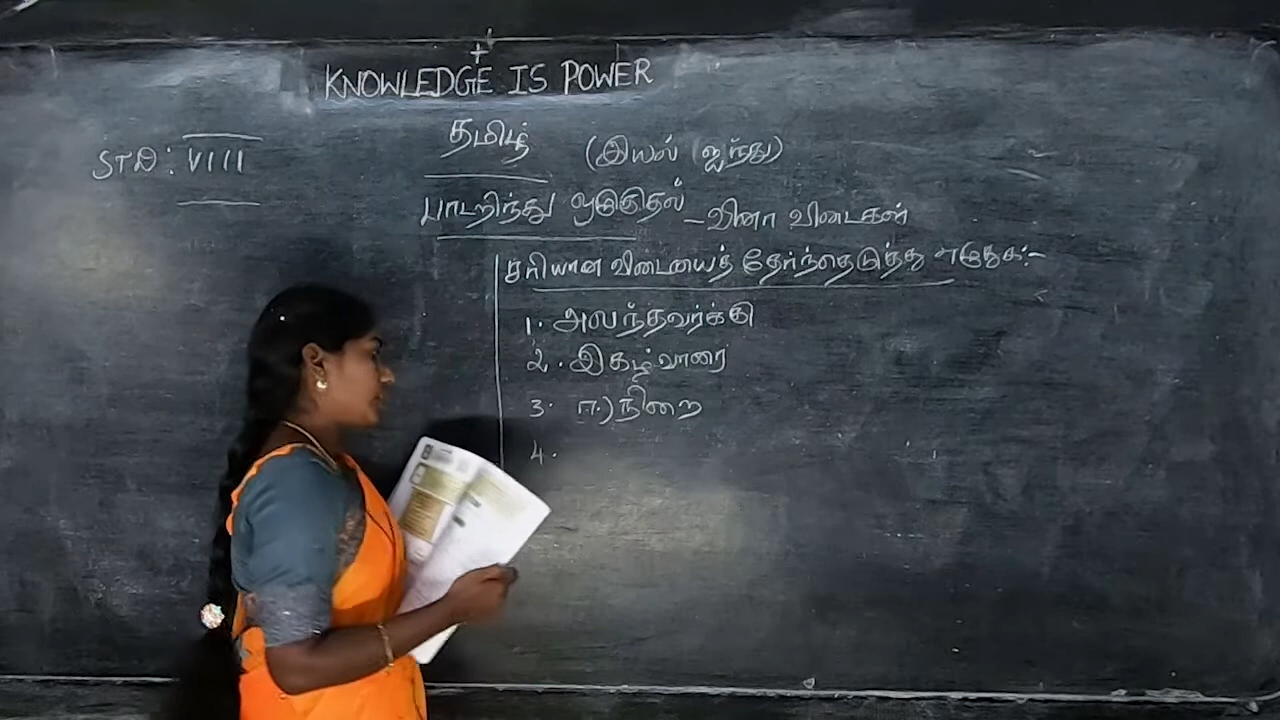 KNOWLEDGE IS POWER
தமிழ் (இயல் ஐந்து)
STD: VIII
பாடறிந்து ஒழுகுதல் - வினா விடைகள்
சரியான விடையைத் தேர்ந்தெடுத்து எழுதுக:-
1. அலந்தவர்க்கு
2. இகழ்வாரை
3. ஈ.) நிறை
4.